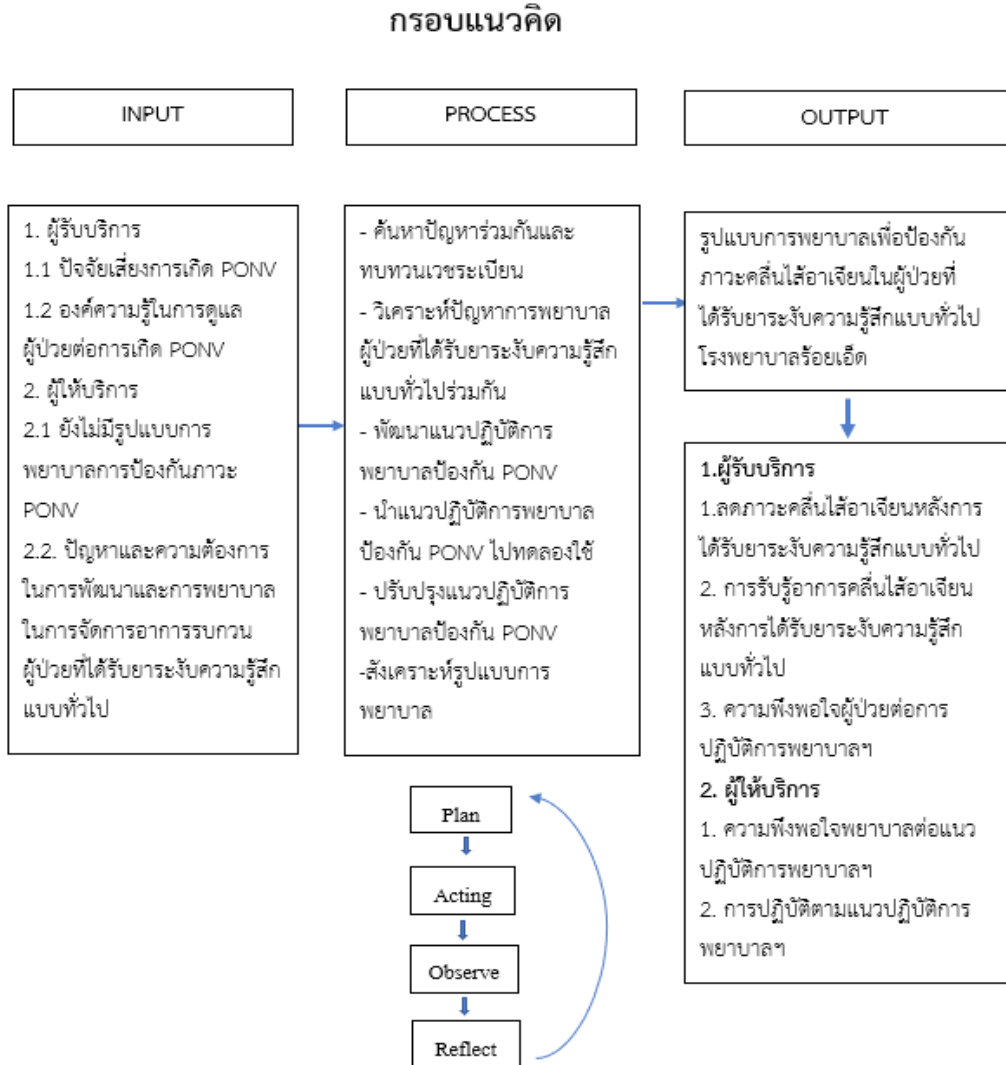 กรอบแนวคิด
INPUT
PROCESS
OUTPUT
1. ผู้รับบริการ
1.1 ปัจจัยเสี่ยงการเกิด PONV
1.2 องค์ความรู้ในการดูแล
ผู้ป่วยต่อการเกิด PONV
2. ผู้ให้บริการ
2.1 ยังไม่มีรูปแบบการ
พยาบาลการป้องกันภาวะ
PONV
2.2. ปัญหาและความต้องการ
ในการพัฒนาและการพยาบาล
ในการจัดการอาการรบกวน
ผู้ป่วยที่ได้รับยาระงับความรู้สึก
แบบทั่วไป
- ค้นหาปัญหาร่วมกันและ
ทบทวนเวชระเบียน
- วิเคราะห์ปัญหาการพยาบาล
ผู้ป่วยที่ได้รับยาระงับความรู้สึก
แบบทั่วไปร่วมกัน
- พัฒนาแนวปฏิบัติการ
พยาบาลป้องกัน PONV
- นำแนวปฏิบัติการพยาบาล
ป้องกัน PONV ไปทดลองใช้
- ปรับปรุงแนวปฏิบัติการ
พยาบาลป้องกัน PONV
-สังเคราะห์รูปแบบการ
พยาบาล
Plan
Acting
Observe
Reflect
รูปแบบการพยาบาลเพื่อป้องกัน
ภาวะคลื่นไส้อาเจียนในผู้ป่วยที่
ได้รับยาระงับความรู้สึกแบบทั่วไป
โรงพยาบาลร้อยเอ็ด
1.ผู้รับบริการ
1.ลดภาวะคลื่นไส้อาเจียนหลังการ
ได้รับยาระงับความรู้สึกแบบทั่วไป
2. การรับรู้อาการคลื่นไส้อาเจียน
หลังการได้รับยาระงับความรู้สึก
แบบทั่วไป
3. ความพึงพอใจผู้ป่วยต่อการ
ปฏิบัติการพยาบาลฯ
2. ผู้ให้บริการ
1. ความพึงพอใจพยาบาลต่อแนว
ปฏิบัติการพยาบาลฯ
2. การปฏิบัติตามแนวปฏิบัติการ
พยาบาลฯ